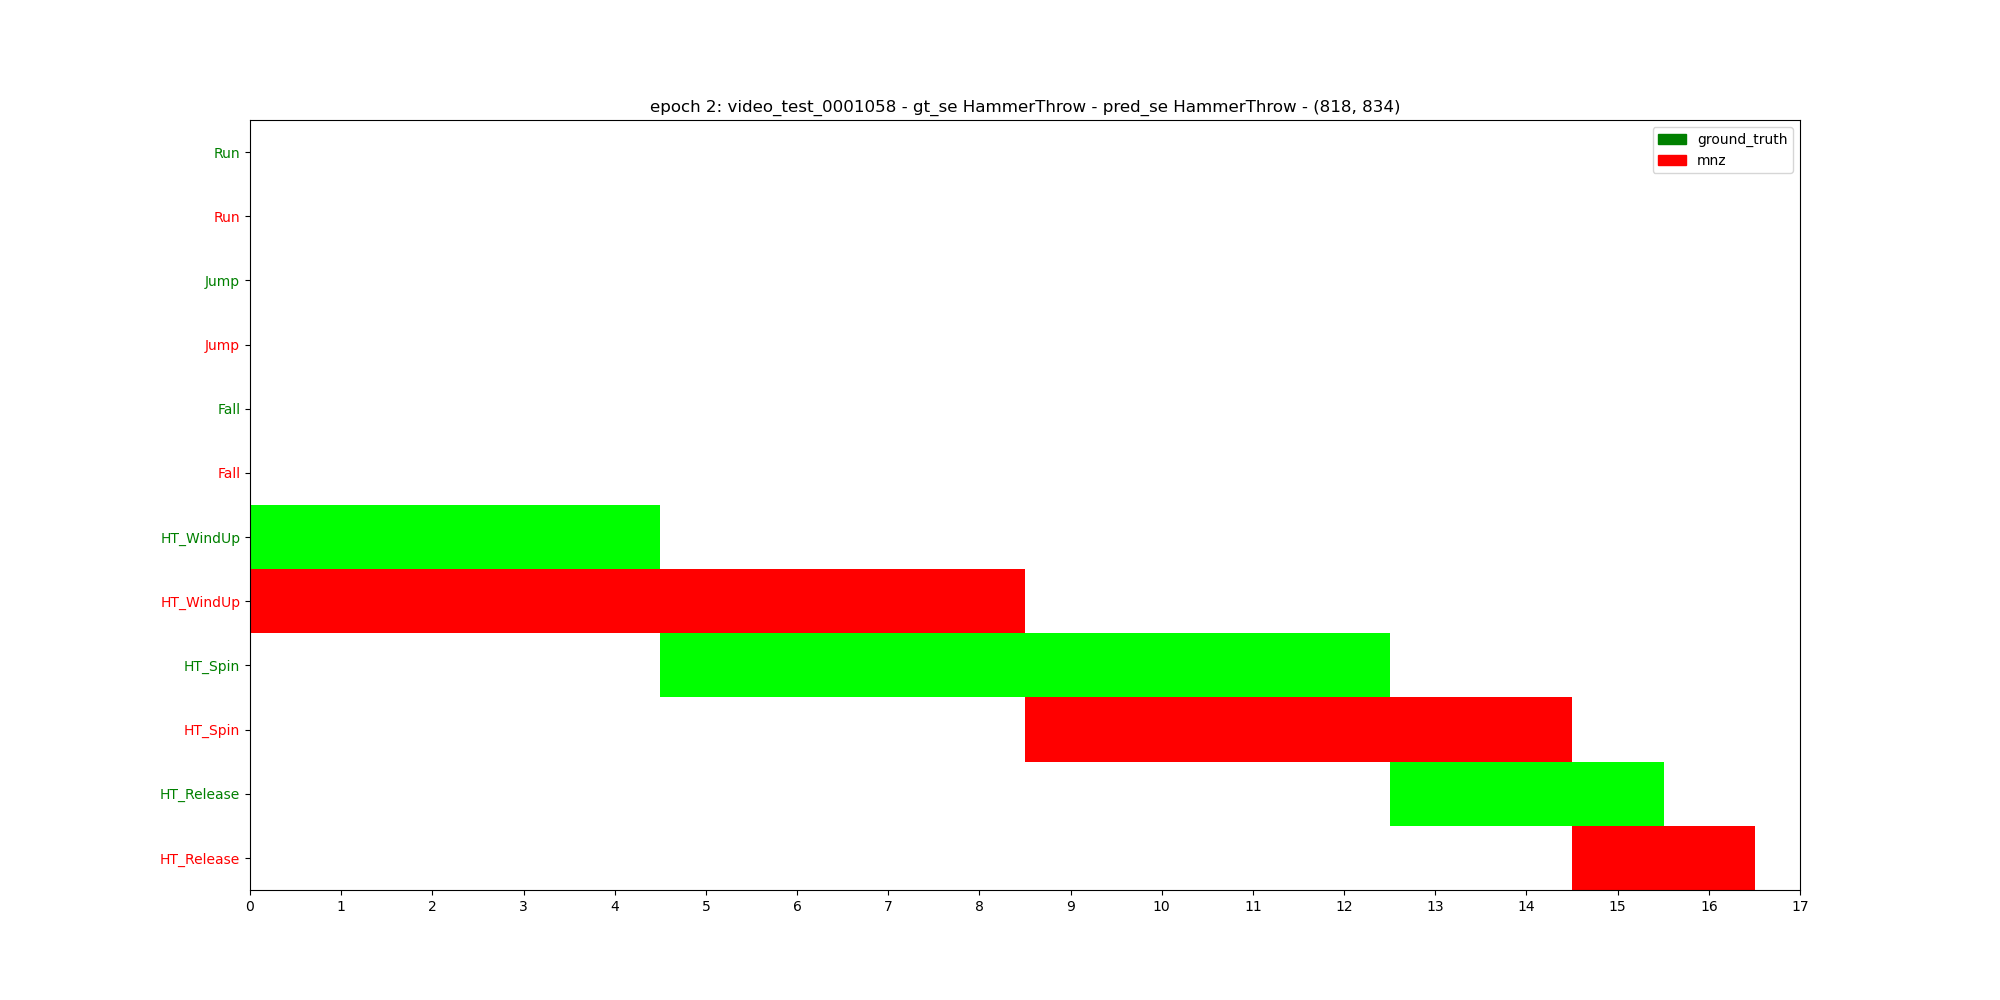 epoch 2: video_test_0001058 - gt_se HammerThrow - pred_se HammerThrow - (818, 834)
ground_truth
mnz
Run
Run
Jump
Jump
Fall
Fall
HT_WindUp
HT_WindUp
HT_Spin
HT_Spin
HT_Release
HT_Release
0 1 2 3 4 5 6 7 8 9 10 11 12 13 14 15 16 17